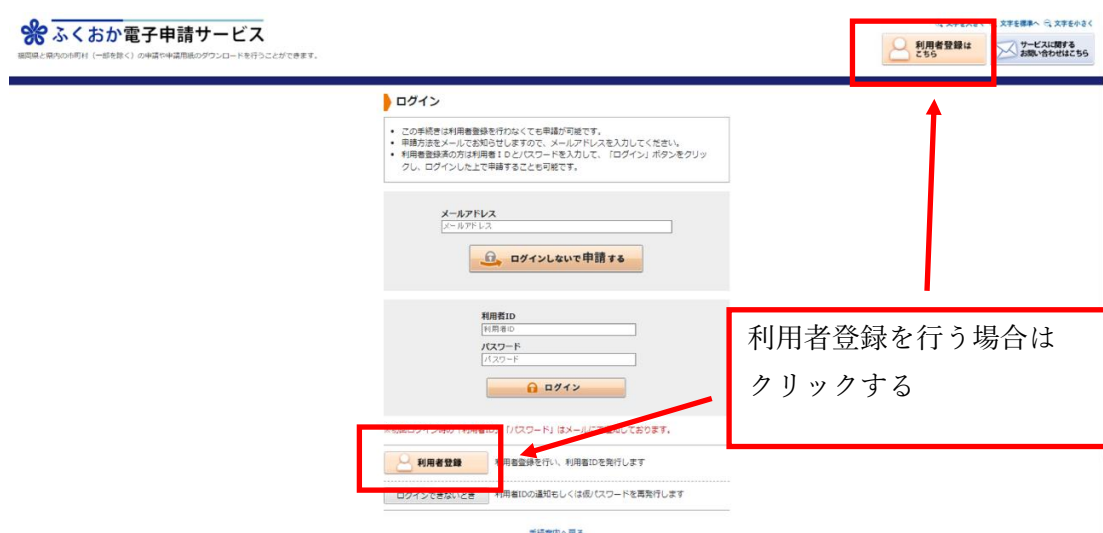 ふくおか電子申請サービス
福岡県と県内の市町村(一部を除く)の申請や申請用紙のダウンロードを行うことができます。
文字を標準へ 文字を小さく
利用者登録は
こちら
サービスに関する
お問い合わせはこちら
ログイン
• この手続きは利用者登録を行わなくても申請が可能です。
• 申請方法をメールでお知らせしますので、メールアドレスを入力してください。
• 利用者登録済の方は利用者IDとパスワードを入力して、「ログイン」ボタンをクリッ
クし、ログインした上で申請することも可能です。
メールアドレス
メールアドレス
ログインしないで申請する
利用者ID
利用者ID
パスワード
パスワード
ログイン
利用者登録を行う場合は
クリックする
「パスワード」はメールに
しております。
利用者登録
利用者登録を行い、利用者IDを発行します
ログインできないとき
利用者IDの通知もしくは仮パスワードを再発行します